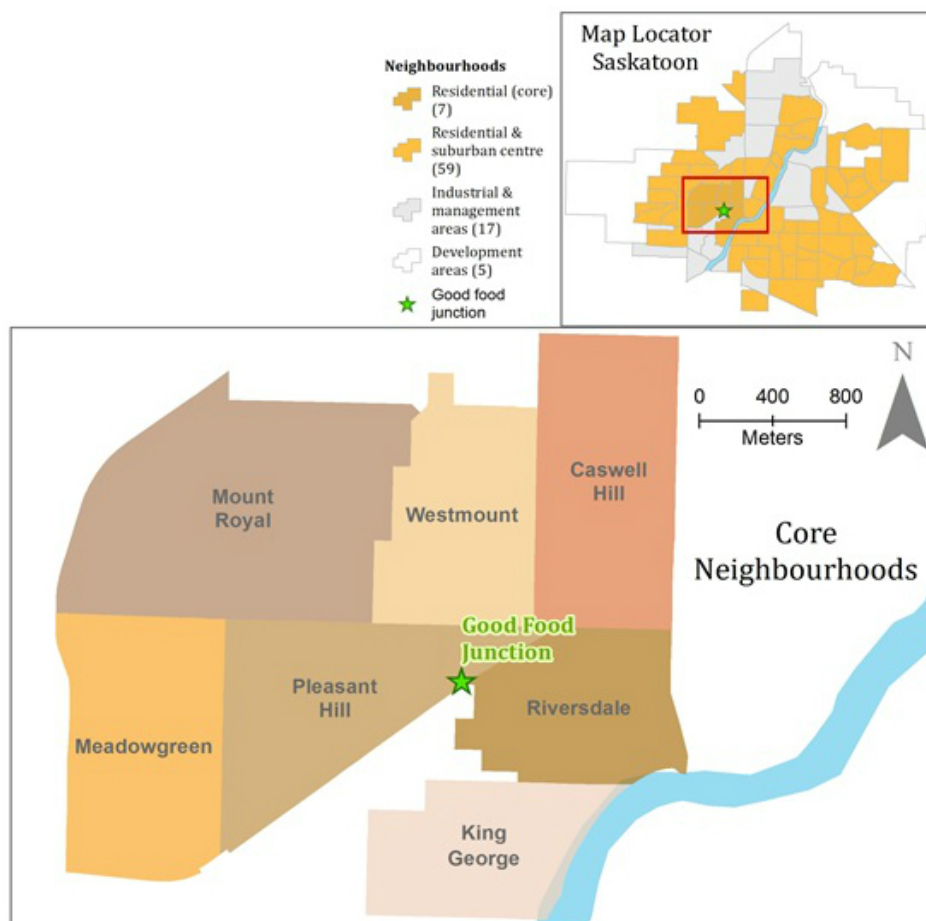 Neighbourhoods
Residential (core)
(7)
Residential &
suburban centre
(59)
Industrial &
management
areas (17)
Development
areas (5)
Good food
junction
Map Locator
Saskatoon
N
0 400 800
Meters
Core
Neighbourhoods
Mount
Royal
Westmount
Caswell
Hill
Good Food
Junction
Pleasant
Hill
Riversdale
Meadowgreen
King
George